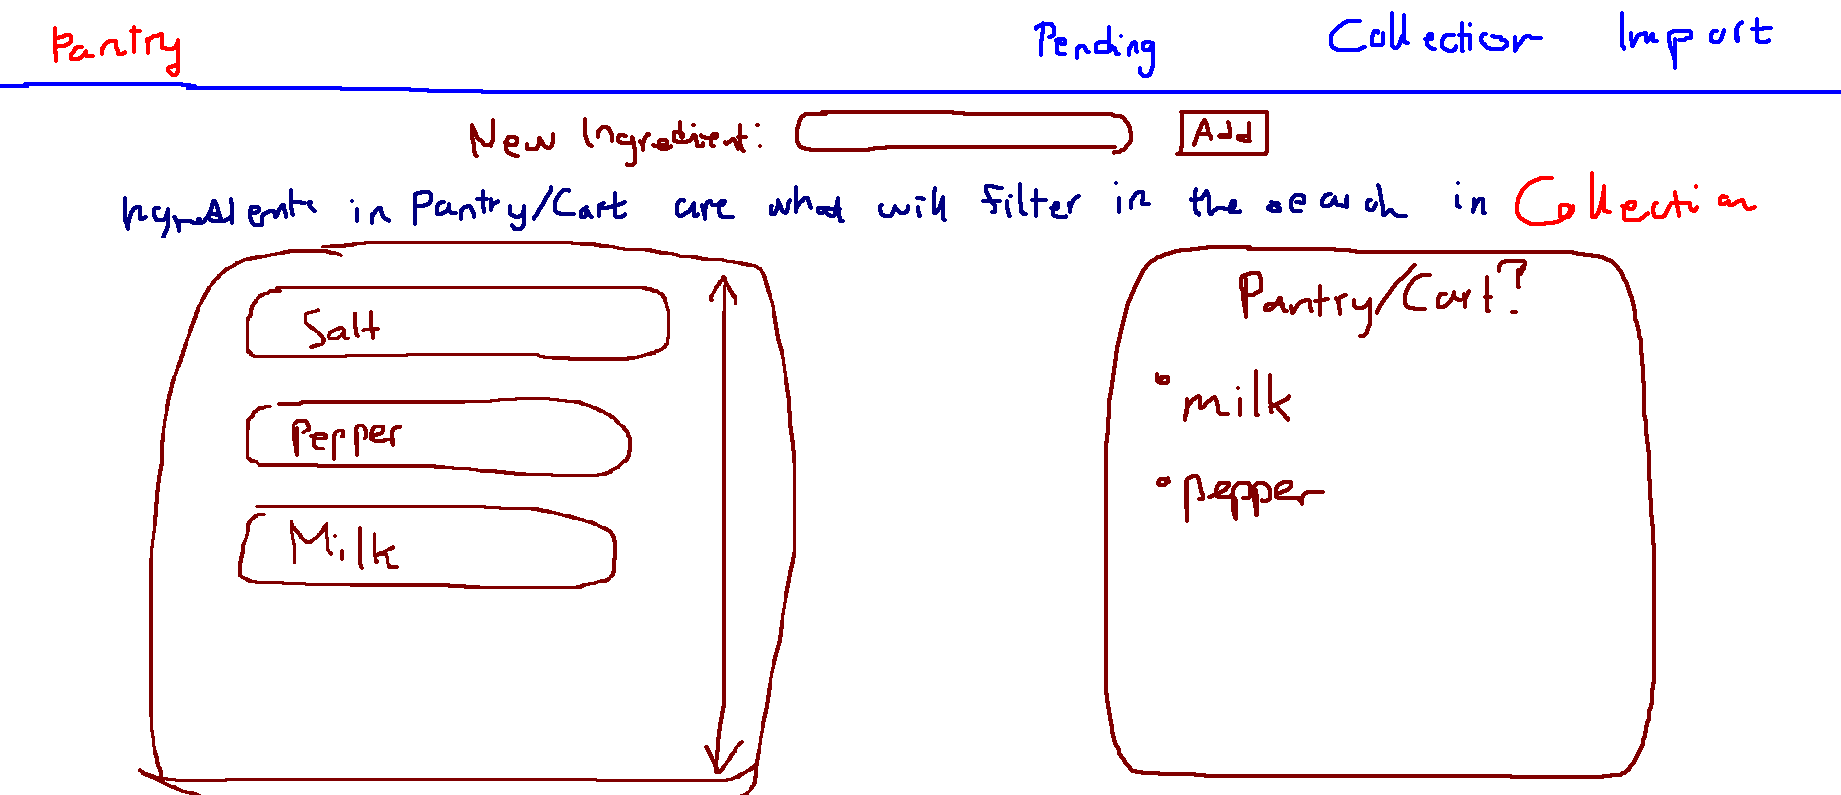 Pantry Pending Collection Import
New Ingredient: Add
Ingredients in Pantry/Cart are what will filter in the search in Collection
Salt
Pepper
Milk
Pantry/Cart?
• milk
• pepper